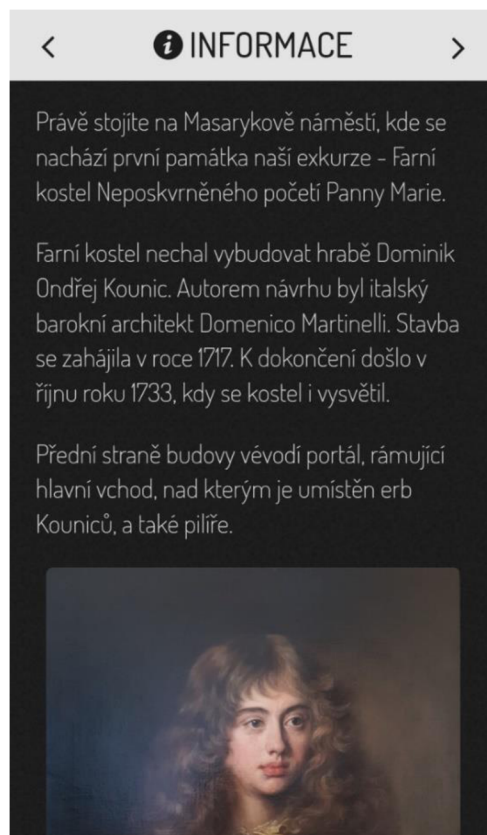 INFORMACE
Právě stojíte na Masarykově náměstí, kde se
nachází první památka naší exkurze - Farní
kostel Neposkvrněného početí Panny Marie.
Farní kostel nechal vybudovat hrabě Dominik
Ondřej Kounic. Autorem návrhu byl italský
barokní architekt Domenico Martinelli. Stavba
se zahájila v roce 1717. K dokončení došlo v
říjnu roku 1733, kdy se kostel i vysvětil.
Přední straně budovy vévodí portál, rámující
hlavní vchod, nad kterým je umístěn erb
Kouniců, a také pilíře.